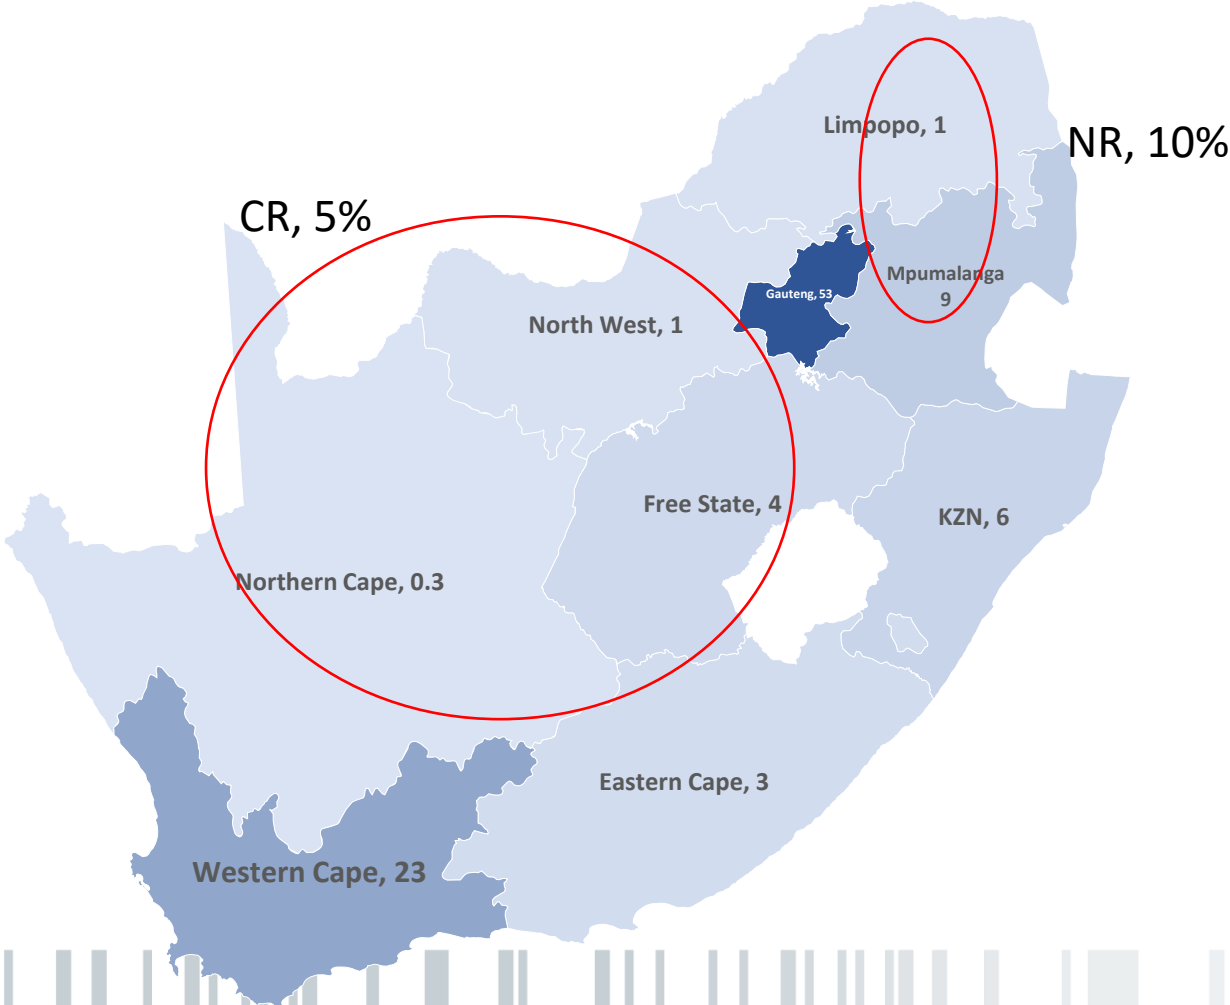 Limpopo, 1
NR, 10%
CR, 5%
Mpumalanga
9
Gauteng, 53
North West, 1
Free State, 4
KZN, 6
Northern Cape, 0.3
Eastern Cape, 3
Western Cape, 23